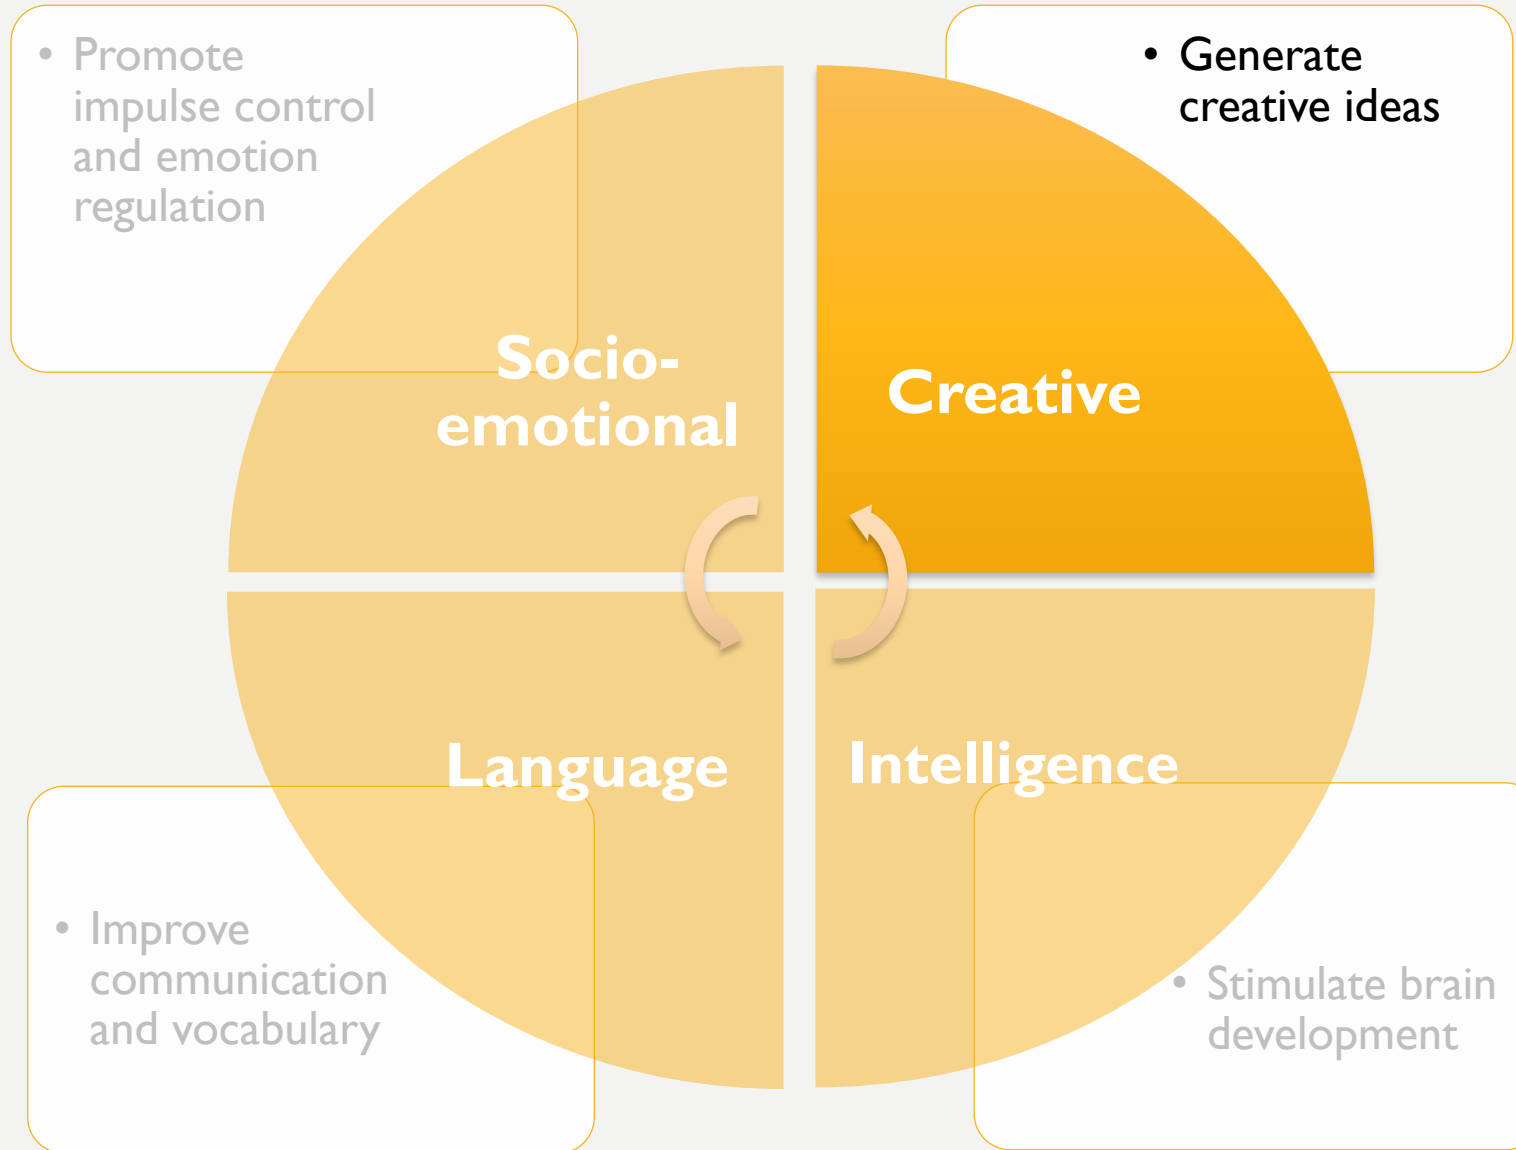 • Promote
impulse control
and emotion
regulation
• Generate
creative ideas
Socio-
emotional
Creative
Language
Intelligence
• Improve
communication
and vocabulary
• Stimulate brain
development